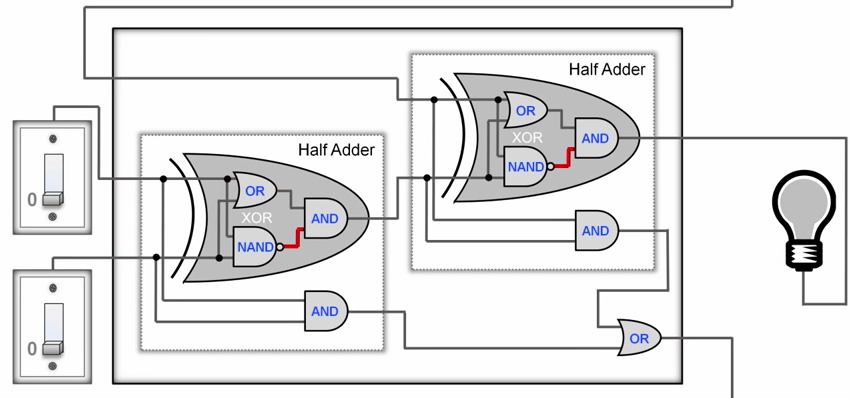 Half Adder
OR
XOR
AND
NAND
AND
Half Adder
0
OR
XOR
AND
NAND
AND
OR
0